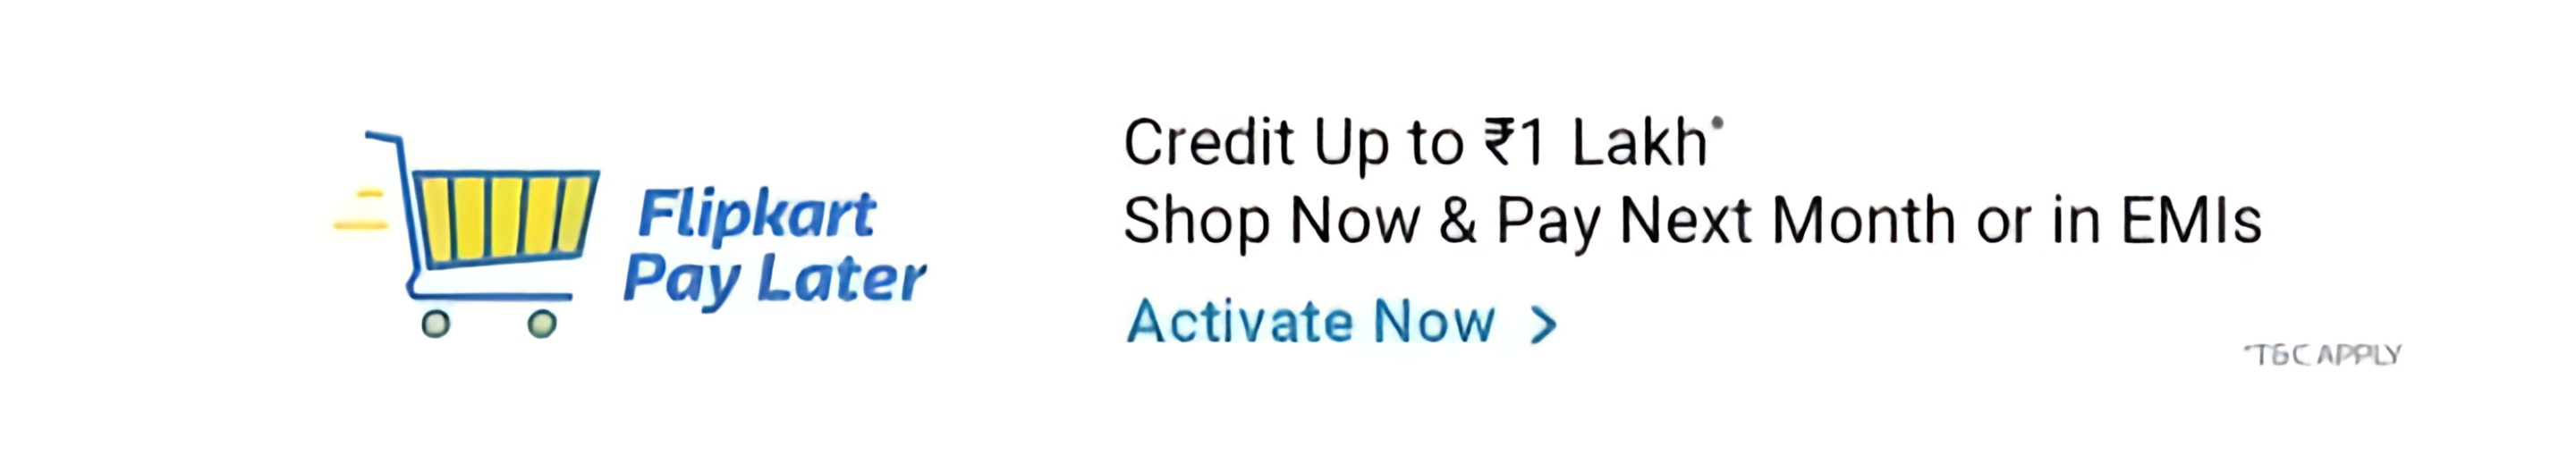 Flipkart
Pay Later
Credit Up to ₹1 Lakh*
Shop Now & Pay Next Month or in EMIs
Activate Now >
*T&C APPLY